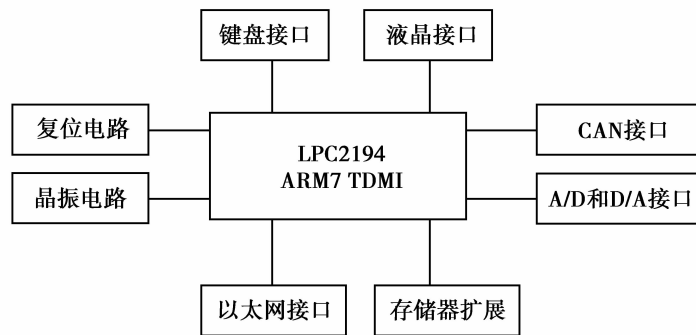 键盘接口
液晶接口
复位电路
LPC2194
ARM7 TDMI
CAN接口
晶振电路
A/D和D/A接口
以太网接口
存储器扩展